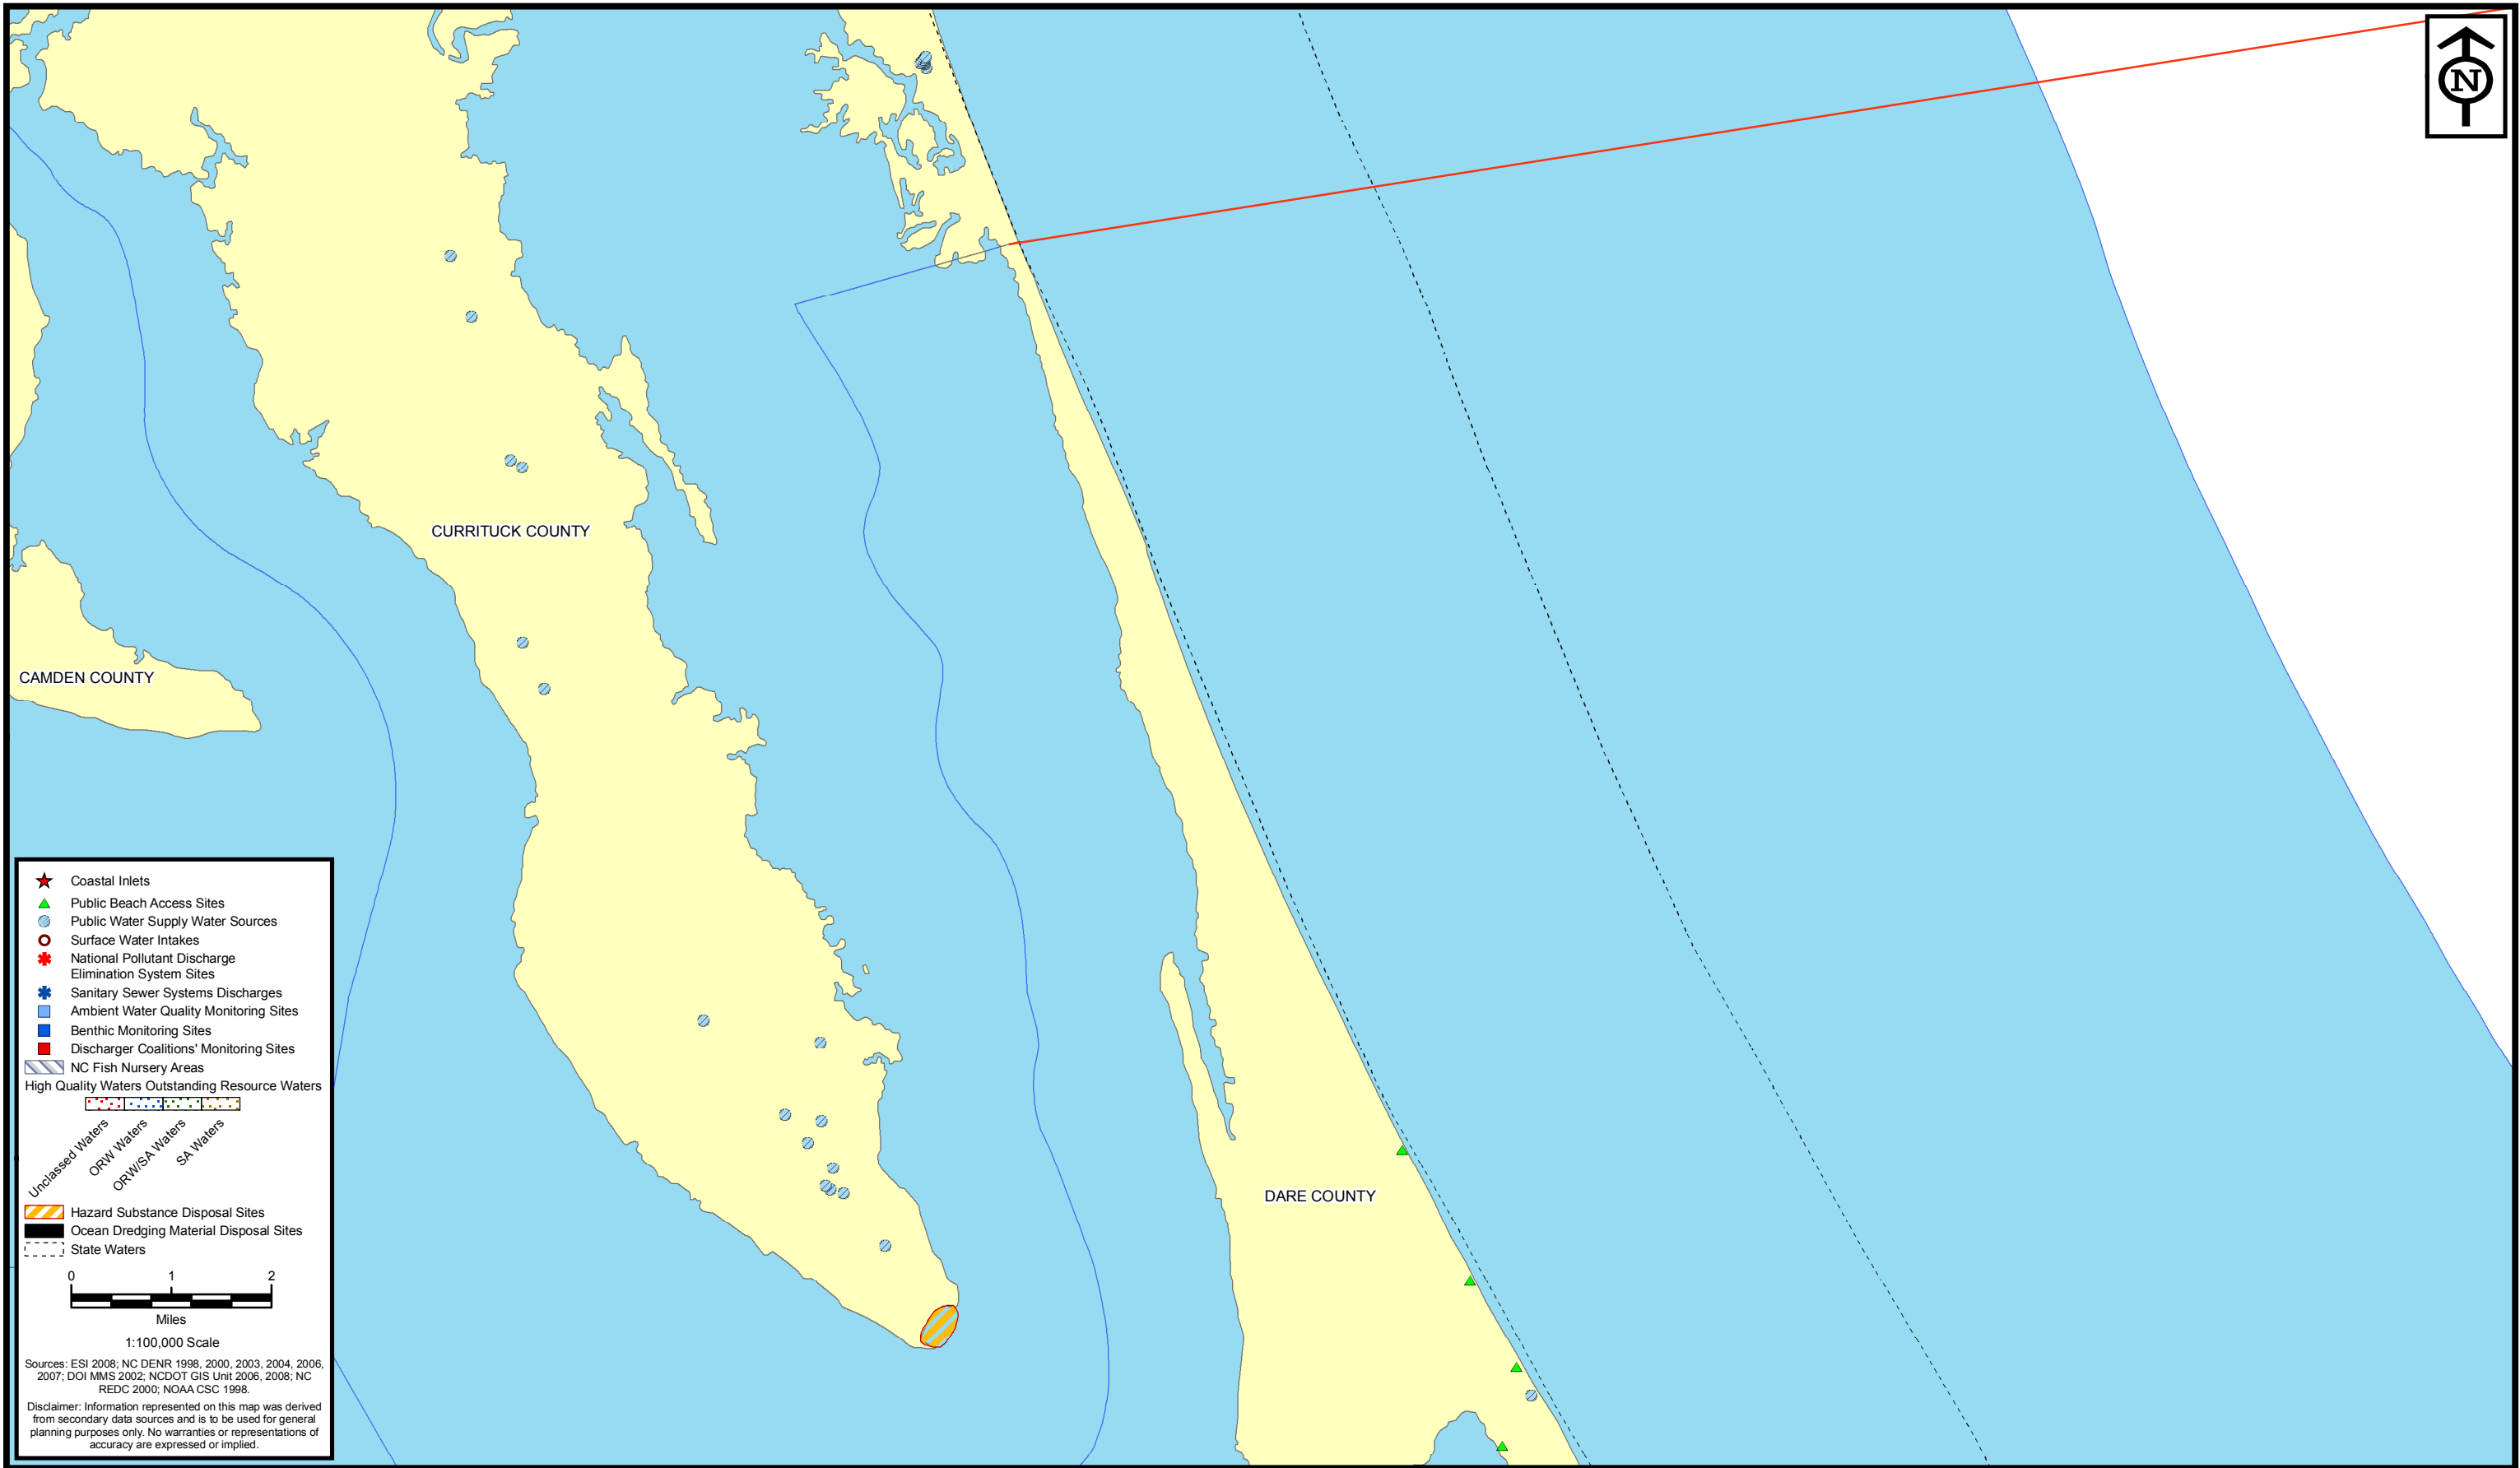 N
CURRITUCK COUNTY
CAMDEN COUNTY
DARE COUNTY
Coastal Inlets
Public Beach Access Sites
Public Water Supply Water Sources
Surface Water Intakes
National Pollutant Discharge
Elimination System Sites
Sanitary Sewer Systems Discharges
Ambient Water Quality Monitoring Sites
Benthic Monitoring Sites
Discharger Coalitions' Monitoring Sites
NC Fish Nursery Areas
High Quality Waters Outstanding Resource Waters
Unclassed Waters
ORW Waters
ORW/SA Waters
SA Waters
Hazard Substance Disposal Sites
Ocean Dredging Material Disposal Sites
State Waters
0 1 2
Miles
1:100,000 Scale
Sources: ESI 2008; NC DENR 1998, 2000, 2003, 2004, 2006,
2007; DOI MMS 2002; NCDOT GIS Unit 2006, 2008; NC
REDC 2000; NOAA CSC 1998.
Disclaimer: Information represented on this map was derived
from secondary data sources and is to be used for general
planning purposes only. No warranties or representations of
accuracy are expressed or implied.